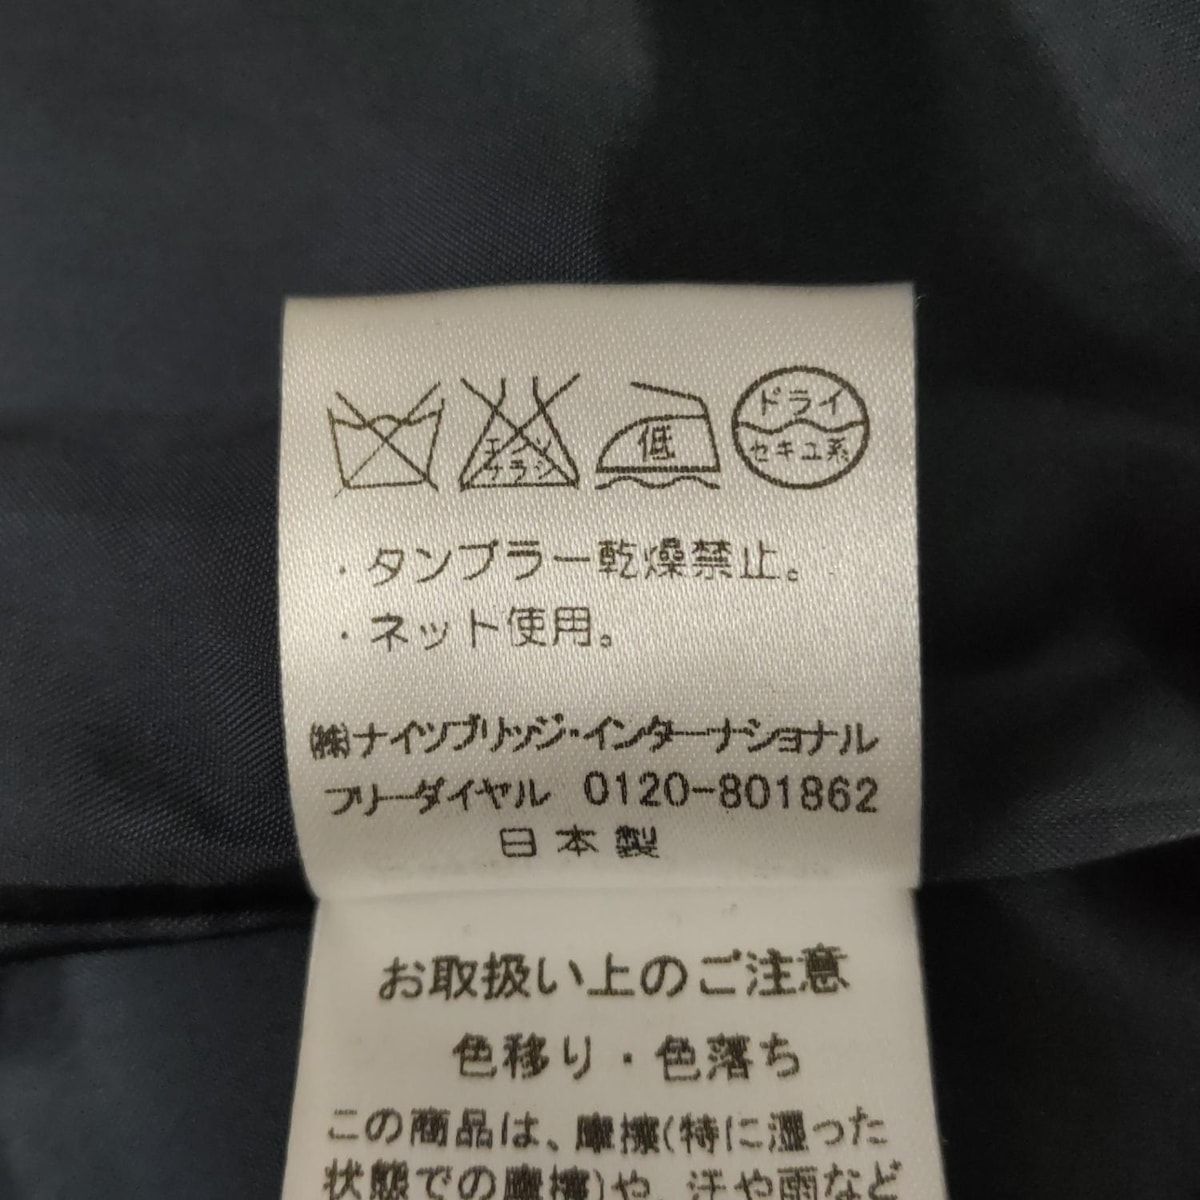 エンソ
サラシ
低
ドライ
セキユ系
・タンブラー乾燥禁止。
・ネット使用。
(株)ナイツブリッジ・インターナショナル
フリーダイヤル 0120-801862
日本製
お取扱い上のご注意
色移り・色落ち
この商品は、摩擦(特に湿った
状態での摩擦)や、汗や雨など